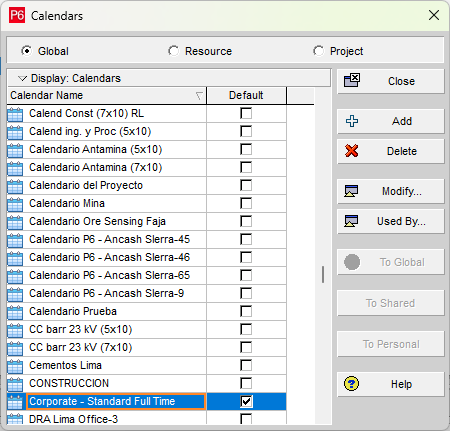 P6 Calendars
Global Resource Project
Display: Calendars
Calendar Name Default
Calend Const (7x10) RL
Calend ing. y Proc (5x10)
Calendario Antamina (5x10)
Calendario Antamina (7x10)
Calendario del Proyecto
Calendario Mina
Calendario Ore Sensing Faja
Calendario P6 - Ancash SIerra-45
Calendario P6 - Ancash SIerra-46
Calendario P6 - Ancash SIerra-65
Calendario P6 - Ancash SIerra-9
Calendario Prueba
CC barr 23 kV (5x10)
CC barr 23 kV (7x10)
Cementos Lima
CONSTRUCCION
Corporate - Standard Full Time
DRA Lima Office-3
Close
Add
Delete
Modify...
Used By...
To Global
To Shared
To Personal
Help